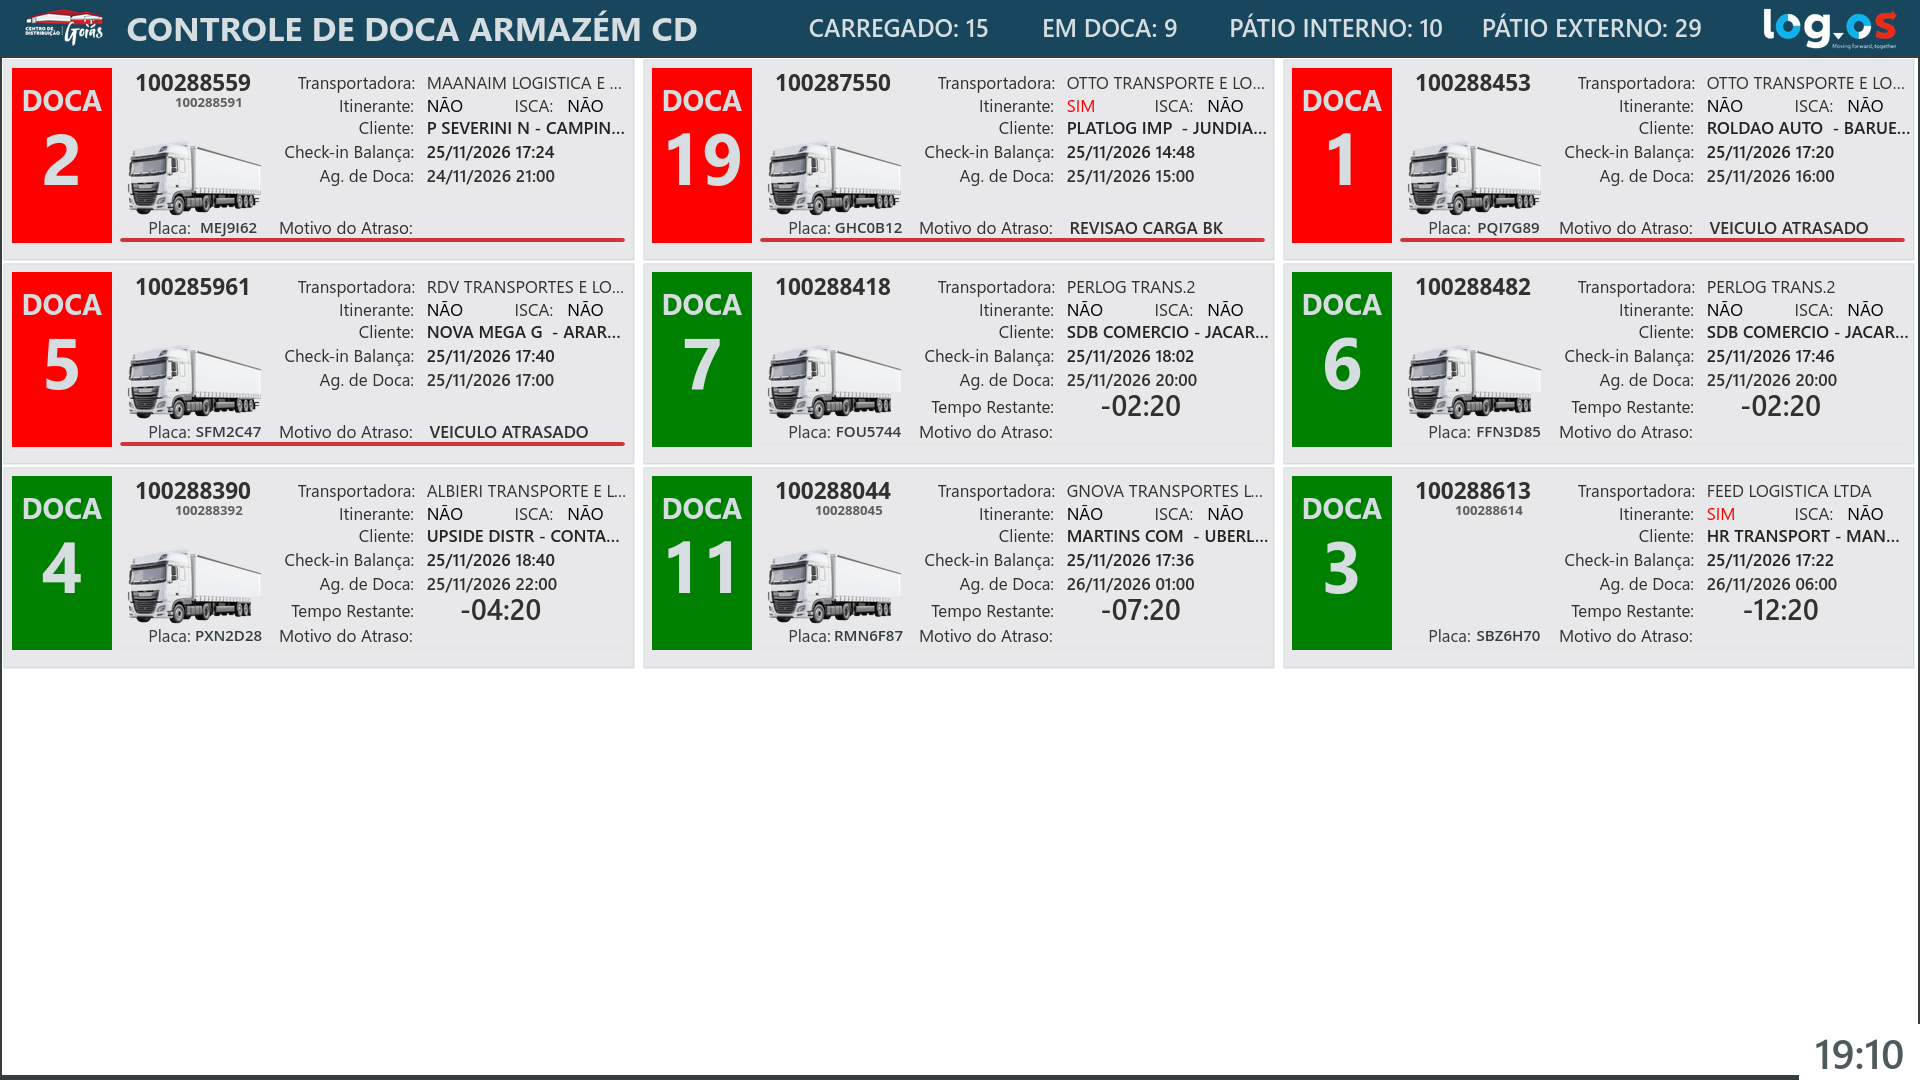 CENTRO DE DISTRIBUIÇÃO Goiás
CONTROLE DE DOCA ARMAZÉM CD
CARREGADO: 15
EM DOCA: 9
PÁTIO INTERNO: 10
PÁTIO EXTERNO: 29
log.os
Moving forward, together
DOCA
2
100288559
100288591
Transportadora: MAANAIM LOGISTICA E ...
Itinerante: NÃO ISCA: NÃO
Cliente: P SEVERINI N - CAMPIN...
Check-in Balança: 25/11/2026 17:24
Ag. de Doca: 24/11/2026 21:00
Placa: MEJ9I62 Motivo do Atraso:
DOCA
19
100287550
Transportadora: OTTO TRANSPORTE E LO...
Itinerante: SIM ISCA: NÃO
Cliente: PLATLOG IMP - JUNDIA...
Check-in Balança: 25/11/2026 14:48
Ag. de Doca: 25/11/2026 15:00
Placa: GHC0B12 Motivo do Atraso: REVISAO CARGA BK
DOCA
1
100288453
Transportadora: OTTO TRANSPORTE E LO...
Itinerante: NÃO ISCA: NÃO
Cliente: ROLDAO AUTO - BARUE...
Check-in Balança: 25/11/2026 17:20
Ag. de Doca: 25/11/2026 16:00
Placa: PQI7G89 Motivo do Atraso: VEICULO ATRASADO
DOCA
5
100285961
Transportadora: RDV TRANSPORTES E LO...
Itinerante: NÃO ISCA: NÃO
Cliente: NOVA MEGA G - ARAR...
Check-in Balança: 25/11/2026 17:40
Ag. de Doca: 25/11/2026 17:00
Placa: SFM2C47 Motivo do Atraso: VEICULO ATRASADO
DOCA
7
100288418
Transportadora: PERLOG TRANS.2
Itinerante: NÃO ISCA: NÃO
Cliente: SDB COMERCIO - JACAR...
Check-in Balança: 25/11/2026 18:02
Ag. de Doca: 25/11/2026 20:00
Tempo Restante: -02:20
Placa: FOU5744 Motivo do Atraso:
DOCA
6
100288482
Transportadora: PERLOG TRANS.2
Itinerante: NÃO ISCA: NÃO
Cliente: SDB COMERCIO - JACAR...
Check-in Balança: 25/11/2026 17:46
Ag. de Doca: 25/11/2026 20:00
Tempo Restante: -02:20
Placa: FFN3D85 Motivo do Atraso:
DOCA
4
100288390
100288392
Transportadora: ALBIERI TRANSPORTE E L...
Itinerante: NÃO ISCA: NÃO
Cliente: UPSIDE DISTR - CONTA...
Check-in Balança: 25/11/2026 18:40
Ag. de Doca: 25/11/2026 22:00
Tempo Restante: -04:20
Placa: PXN2D28 Motivo do Atraso:
DOCA
11
100288044
100288045
Transportadora: GNOVA TRANSPORTES L...
Itinerante: NÃO ISCA: NÃO
Cliente: MARTINS COM - UBERL...
Check-in Balança: 25/11/2026 17:36
Ag. de Doca: 26/11/2026 01:00
Tempo Restante: -07:20
Placa: RMN6F87 Motivo do Atraso:
DOCA
3
100288613
100288614
Transportadora: FEED LOGISTICA LTDA
Itinerante: SIM ISCA: NÃO
Cliente: HR TRANSPORT - MAN...
Check-in Balança: 25/11/2026 17:22
Ag. de Doca: 26/11/2026 06:00
Tempo Restante: -12:20
Placa: SBZ6H70 Motivo do Atraso:
19:10